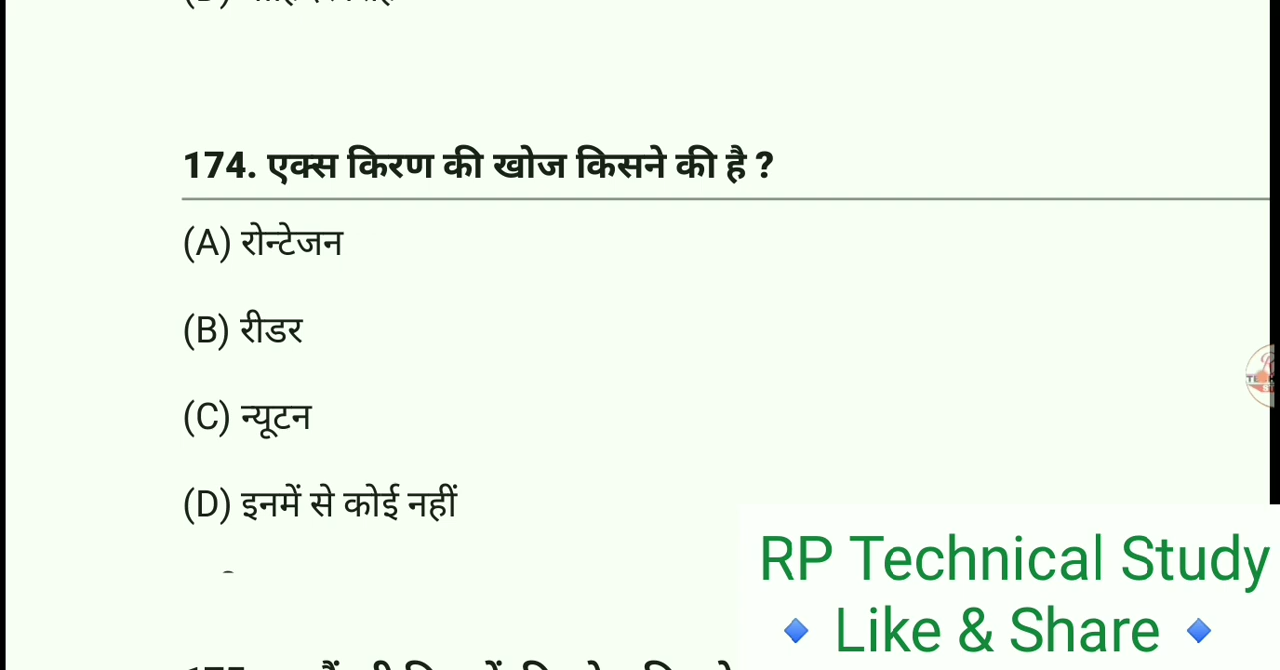 174. एक्स किरण की खोज किसने की है ?
(A) रोन्टेजन
(B) रीडर
(C) न्यूटन
(D) इनमें से कोई नहीं
RP Technical Study
🔹 Like & Share 🔹